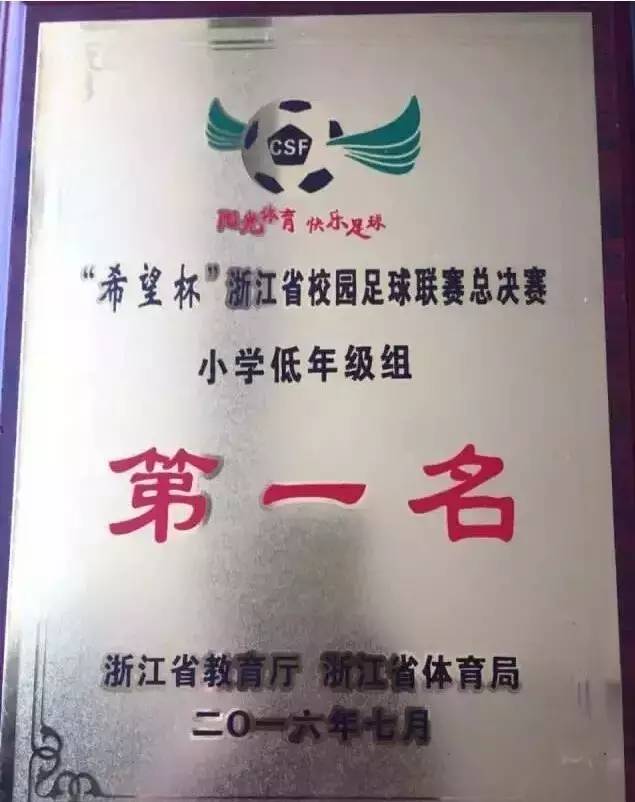 CSF
阳光体育 快乐足球
“希望杯”浙江省校园足球联赛总决赛
小学低年级组
第一名
浙江省教育厅 浙江省体育局
二〇一六年七月